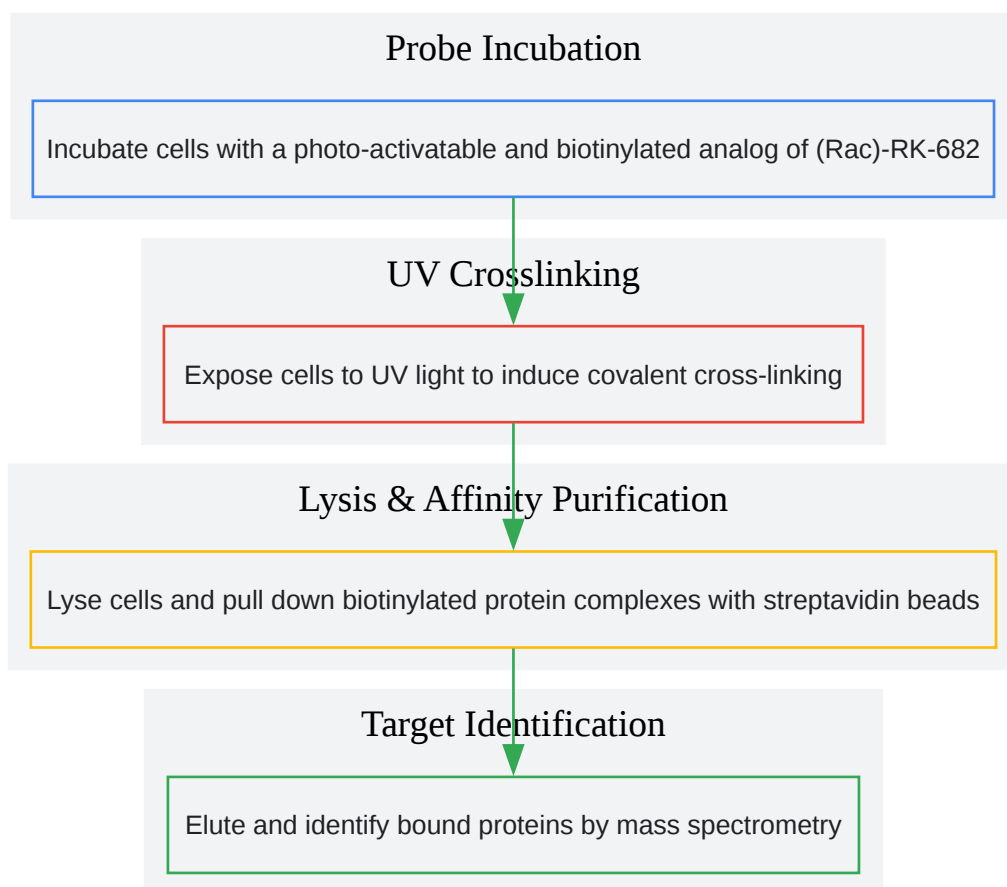 Probe Incubation
Incubate cells with a photo-activatable and biotinylated analog of (Rac)-RK-682
UV Crosslinking
Expose cells to UV light to induce covalent cross-linking
Lysis & Affinity Purification
Lyse cells and pull down biotinylated protein complexes with streptavidin beads
Target Identification
Elute and identify bound proteins by mass spectrometry